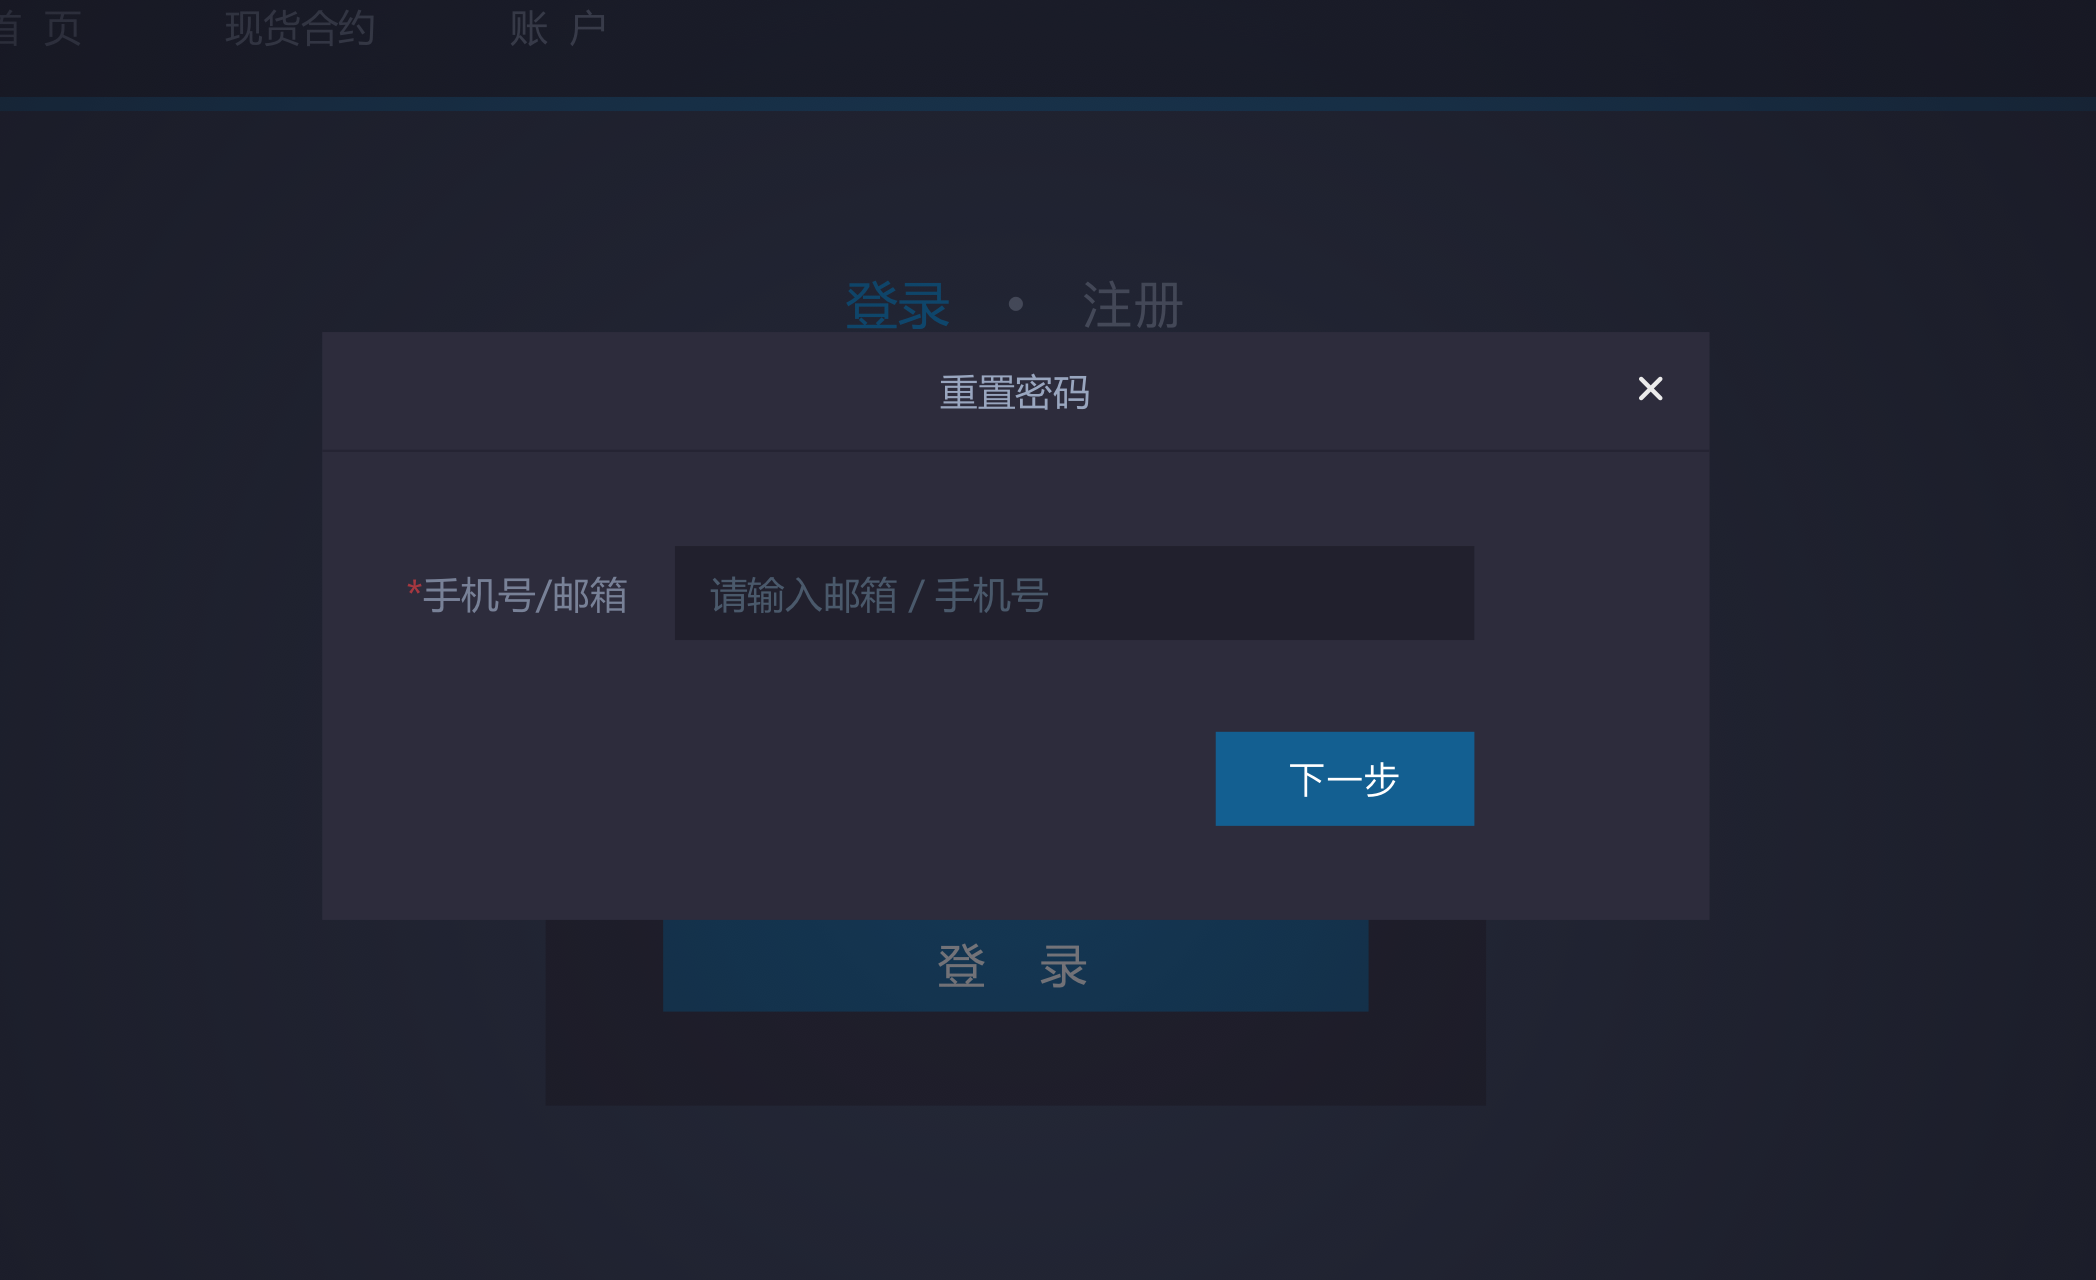 首 页 现货合约 账 户
登录 • 注册
重置密码
*手机号/邮箱 请输入邮箱 / 手机号
下一步
登 录